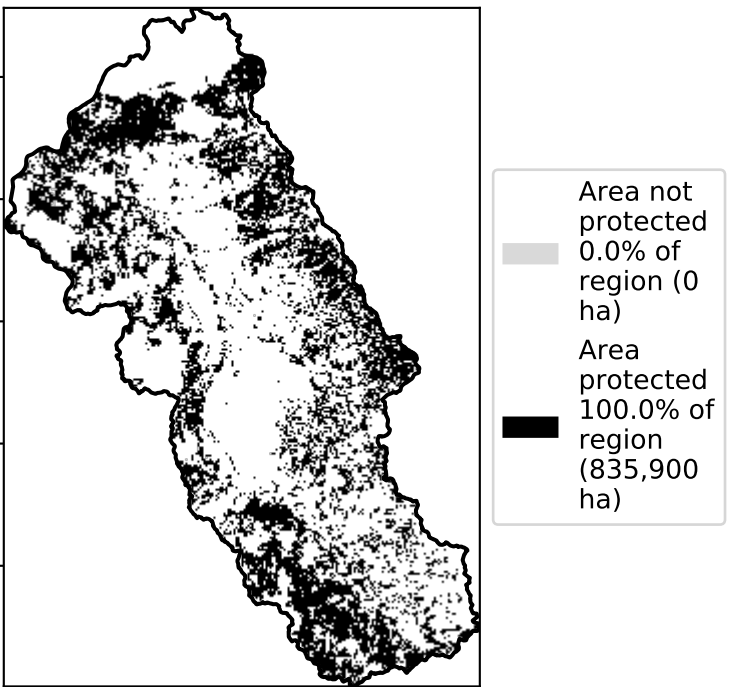 Area not
protected
0.0% of
region (0
ha)
Area
protected
100.0% of
region
(835,900
ha)